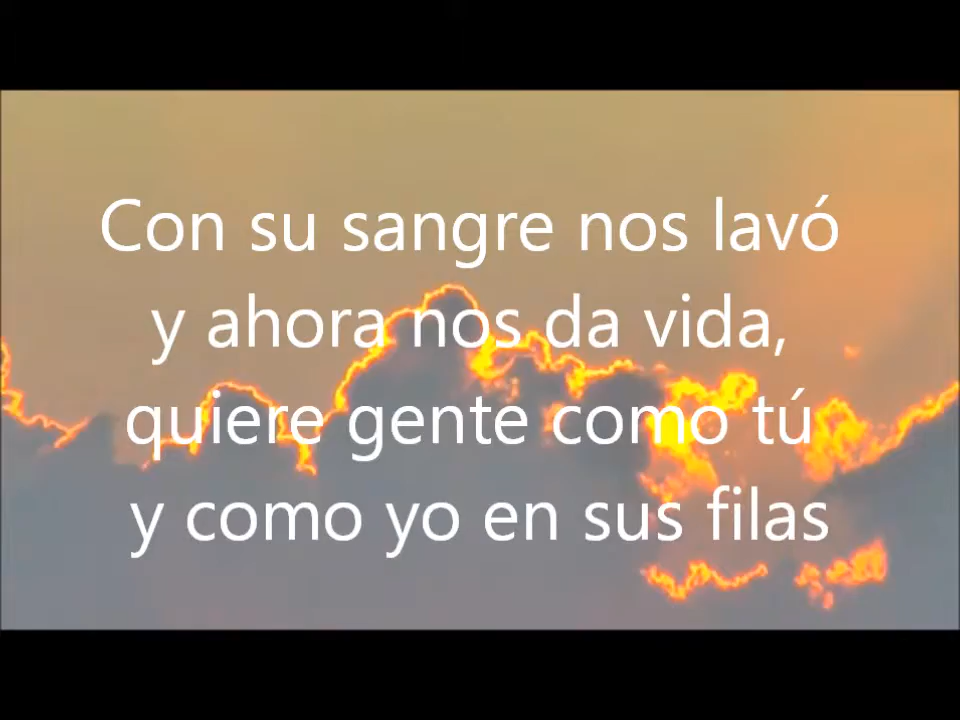 Con su sangre nos lavó
y ahora nos da vida,
quiere gente como tú
y como yo en sus filas